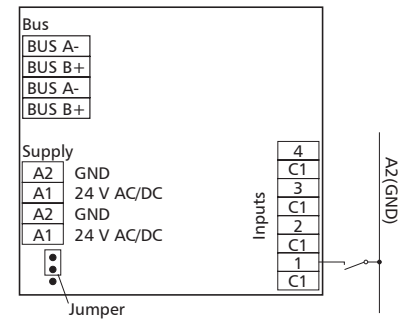 Bus
BUS A-
BUS B+
BUS A-
BUS B+
Supply
A2 GND
A1 24 V AC/DC
A2 GND
A1 24 V AC/DC
Jumper
Inputs
4
C1
3
C1
2
C1
1
C1
A2(GND)